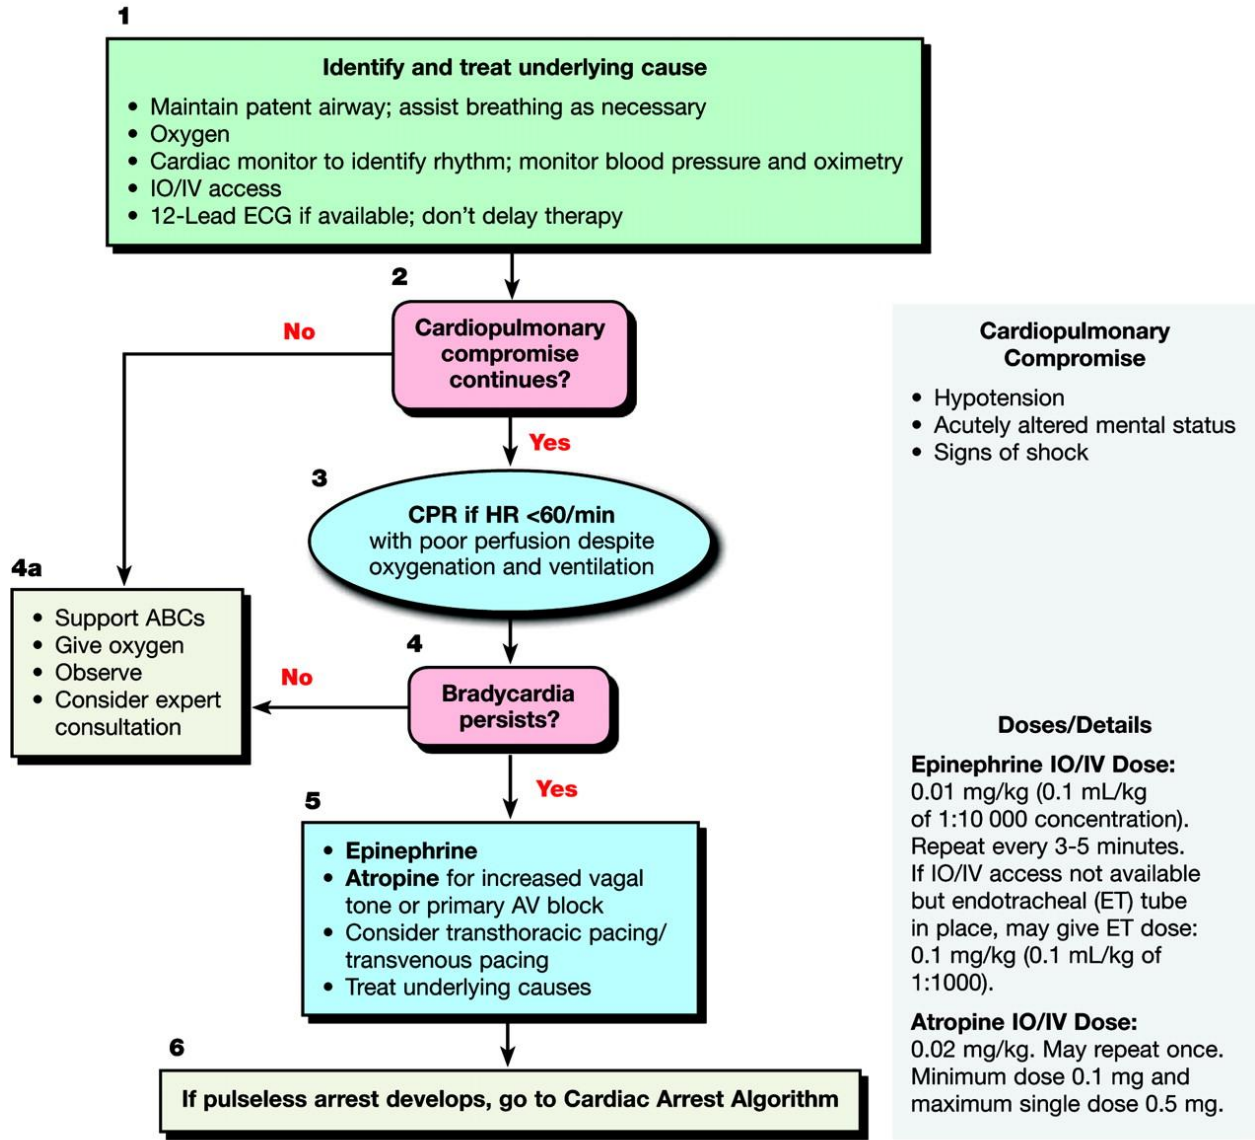 1
Identify and treat underlying cause
• Maintain patent airway; assist breathing as necessary
• Oxygen
• Cardiac monitor to identify rhythm; monitor blood pressure and oximetry
• IO/IV access
• 12-Lead ECG if available; don’t delay therapy
2
Cardiopulmonary
compromise
continues?
No
Yes
3
CPR if HR <60/min
with poor perfusion despite
oxygenation and ventilation
4a
• Support ABCs
• Give oxygen
• Observe
• Consider expert
consultation
4
Bradycardia
persists?
No
Yes
5
• Epinephrine
• Atropine for increased vagal
tone or primary AV block
• Consider transthoracic pacing/
transvenous pacing
• Treat underlying causes
6
If pulseless arrest develops, go to Cardiac Arrest Algorithm
Cardiopulmonary
Compromise
• Hypotension
• Acutely altered mental status
• Signs of shock
Doses/Details
Epinephrine IO/IV Dose:
0.01 mg/kg (0.1 mL/kg
of 1:10 000 concentration).
Repeat every 3-5 minutes.
If IO/IV access not available
but endotracheal (ET) tube
in place, may give ET dose:
0.1 mg/kg (0.1 mL/kg of
1:1000).
Atropine IO/IV Dose:
0.02 mg/kg. May repeat once.
Minimum dose 0.1 mg and
maximum single dose 0.5 mg.